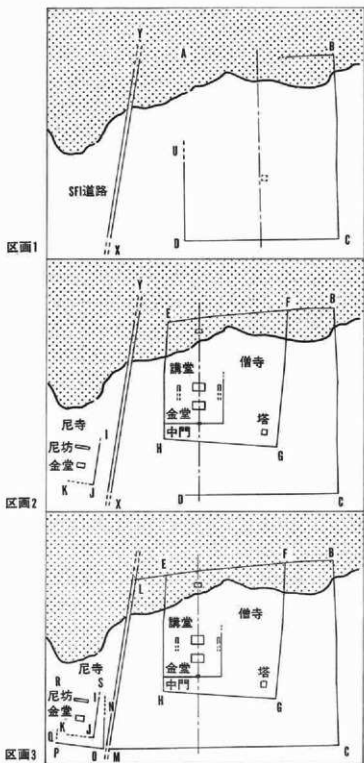 Y
A
B
U
SFI道路
D
C
X
区画1
Y
E
F
B
講堂
僧寺
尼寺
尼坊
I
金堂
塔
金堂
中門
K
J
H
G
X
D
C
区画2
E
F
B
L
講堂
僧寺
尼寺
R
S
尼坊
I
N
金堂
塔
金堂
中門
K
J
H
G
Q
P
O
M
C
区画3